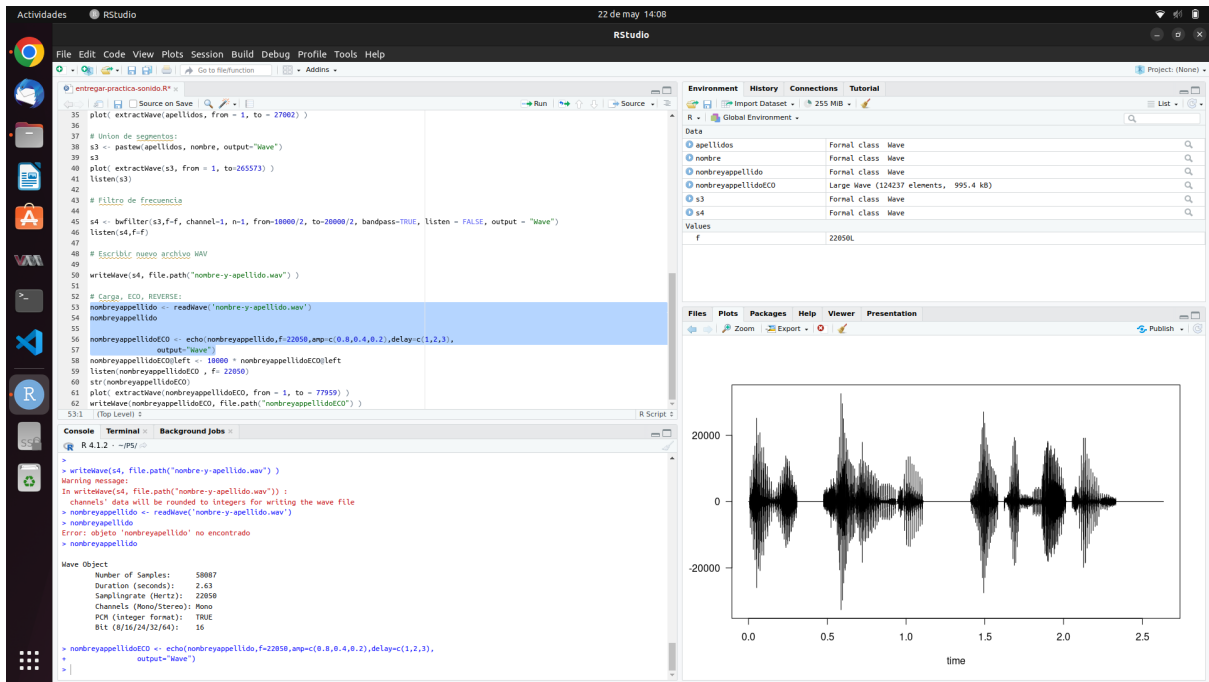 Actividades RStudio 22 de may 14:08
RStudio
File Edit Code View Plots Session Build Debug Profile Tools Help
Go to file/function Addins Project: (None)
entregar-practica-sonido.R*
Source on Save Run Source
35 plot( extractWave(apellidos, from = 1, to = 27002) )
36
37 # Union de segmentos:
38 s3 <- pastew(apellidos, nombre, output="Wave")
39 s3
40 plot( extractWave(s3, from = 1, to=265573) )
41 listen(s3)
42
43 # Filtro de frecuencia
44
45 s4 <- bwfilter(s3,f=f, channel=1, n=1, from=10000/2, to=20000/2, bandpass=TRUE, listen = FALSE, output = "Wave")
46 listen(s4,f=f)
47
48 # Escribir nuevo archivo WAV
49
50 writeWave(s4, file.path("nombre-y-apellido.wav") )
51
52 # Carga, ECO, REVERSE:
53 nombreyappellido <- readWave('nombre-y-apellido.wav')
54 nombreyappellido
55
56 nombreyappellidoECO <- echo(nombreyappellido,f=22050,amp=c(0.8,0.4,0.2),delay=c(1,2,3),
57 output="Wave")
58 nombreyappellidoECO@left <- 10000 * nombreyappellidoECO@left
59 listen(nombreyappellidoECO , f= 22050)
60 str(nombreyappellidoECO)
61 plot( extractWave(nombreyappellidoECO, from = 1, to = 77959) )
62 writeWave(nombreyappellidoECO, file.path("nombreyappellidoECO") )
53:1 (Top Level) R Script
Console Terminal Background Jobs
R 4.1.2 · ~/P5/
>
> writeWave(s4, file.path("nombre-y-apellido.wav") )
Warning message:
In writeWave(s4, file.path("nombre-y-apellido.wav")) :
channels' data will be rounded to integers for writing the wave file
> nombreyappellido <- readWave('nombre-y-apellido.wav')
> nombreyapellido
Error: objeto 'nombreyapellido' no encontrado
> nombreyappellido
Wave Object
Number of Samples: 58087
Duration (seconds): 2.63
Samplingrate (Hertz): 22050
Channels (Mono/Stereo): Mono
PCM (integer format): TRUE
Bit (8/16/24/32/64): 16
> nombreyappellidoECO <- echo(nombreyappellido,f=22050,amp=c(0.8,0.4,0.2),delay=c(1,2,3),
+ output="Wave")
>
Environment History Connections Tutorial
Import Dataset 255 MiB List
R Global Environment
Data
apellidos Formal class Wave
nombre Formal class Wave
nombreyappellido Formal class Wave
nombreyappellidoECO Large Wave (124237 elements, 995.4 kB)
s3 Formal class Wave
s4 Formal class Wave
Values
f 22050L
Files Plots Packages Help Viewer Presentation
Zoom Export Publish
20000
0
-20000
0.0 0.5 1.0 1.5 2.0 2.5
time